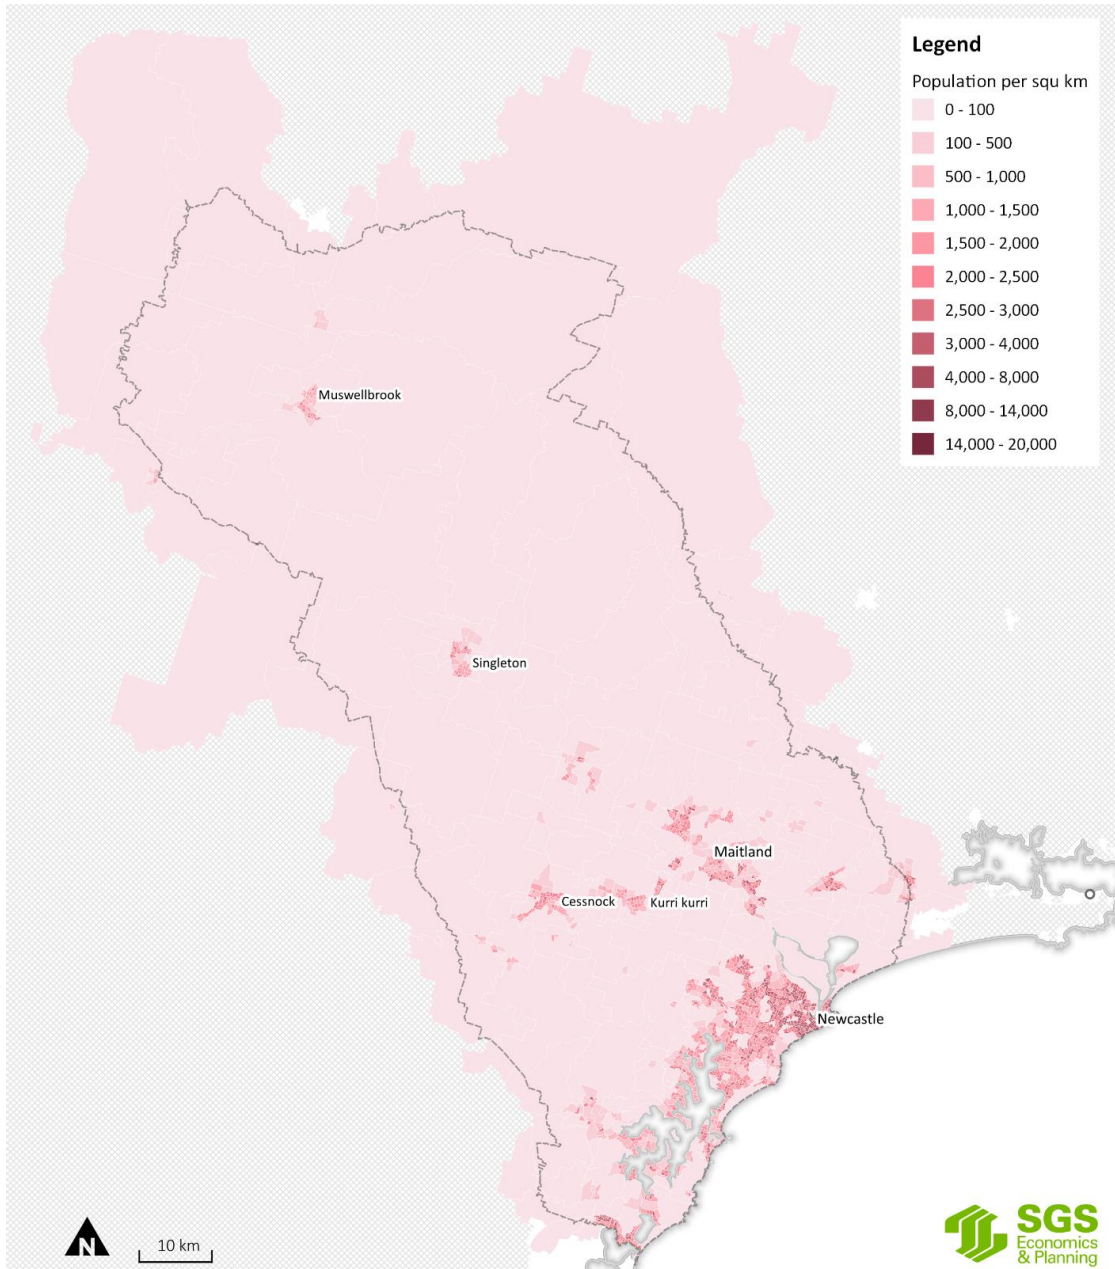 Legend
Population per squ km
0 - 100
100 - 500
500 - 1,000
1,000 - 1,500
1,500 - 2,000
2,000 - 2,500
2,500 - 3,000
3,000 - 4,000
4,000 - 8,000
8,000 - 14,000
14,000 - 20,000
Muswellbrook
Singleton
Maitland
Cessnock
Kurri kurri
Newcastle
N
10 km
SGS
Economics
& Planning